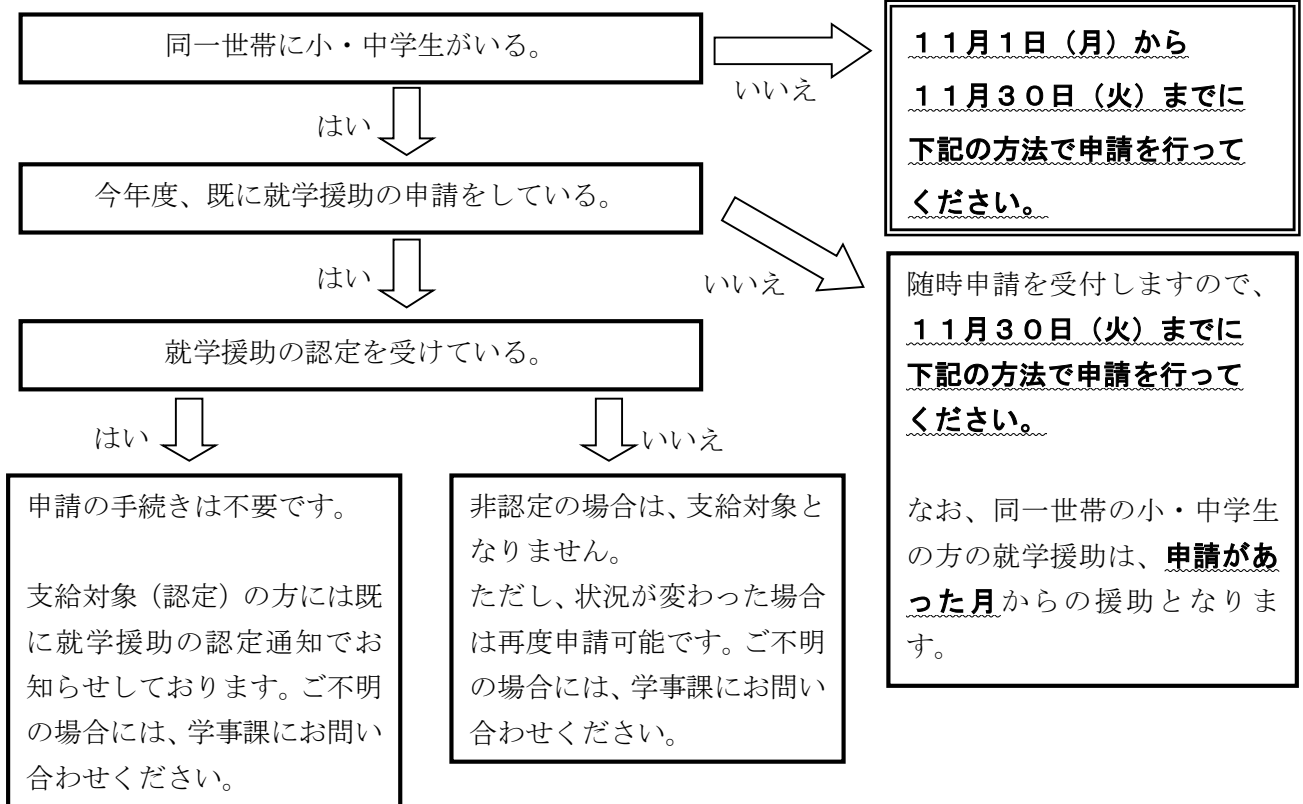 同一世帯に小・中学生がいる。
いいえ
１１月１日（月）から
１１月３０日（火）までに
下記の方法で申請を行って
ください。
はい
今年度、既に就学援助の申請をしている。
はい
いいえ
随時申請を受付しますので、
１１月３０日（火）までに
下記の方法で申請を行って
ください。
なお、同一世帯の小・中学生
の方の就学援助は、申請があ
った月からの援助となりま
す。
就学援助の認定を受けている。
はい
いいえ
申請の手続きは不要です。
支給対象（認定）の方には既
に就学援助の認定通知でお
知らせしております。ご不明
の場合には、学事課にお問い
合わせください。
非認定の場合は、支給対象と
なりません。
ただし、状況が変わった場合
は再度申請可能です。ご不明
の場合には、学事課にお問い
合わせください。